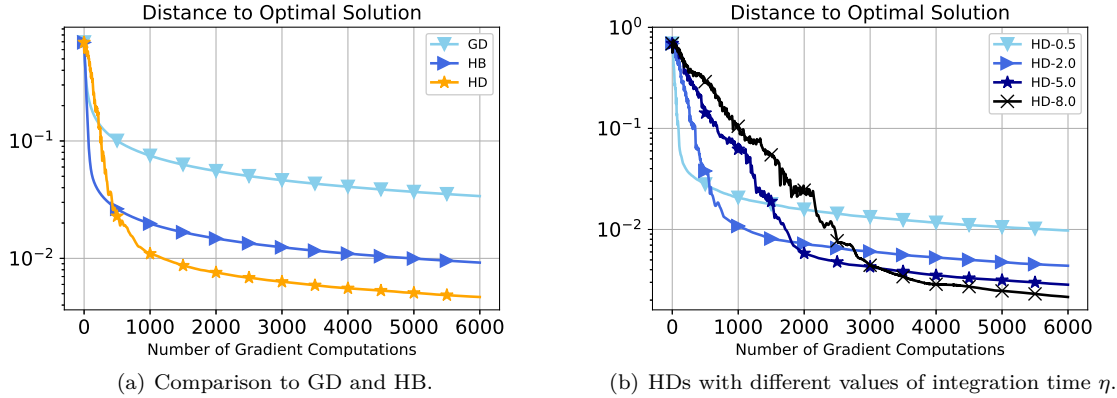 Distance to Optimal Solution
GD
HB
HD
10⁻¹
10⁻²
0 1000 2000 3000 4000 5000 6000
Number of Gradient Computations
(a) Comparison to GD and HB.
Distance to Optimal Solution
10⁰
HD-0.5
HD-2.0
HD-5.0
HD-8.0
10⁻¹
10⁻²
0 1000 2000 3000 4000 5000 6000
Number of Gradient Computations
(b) HDs with different values of integration time η.